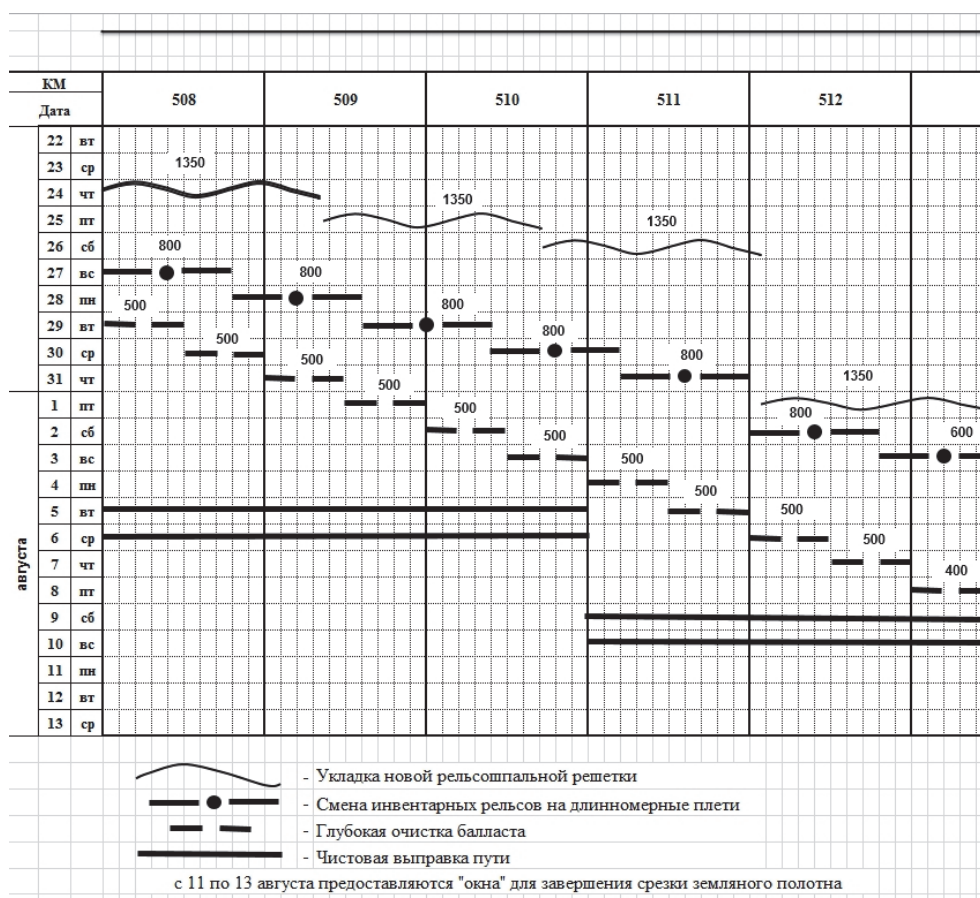 КМ
508 509 510 511 512
Дата
22 вт
1350
23 ср
24 чт
1350
25 пт
1350
26 сб
800
27 вс
800
28 пн
500 800
29 вт
500 800
30 ср
500 800
31 чт
500 1350
1 пт
500 800
2 сб
500 600
3 вс
500
4 пн
500
5 вт
500
6 ср
500
августа
7 чт
400
8 пт
9 сб
10 вс
11 пн
12 вт
13 ср
- Укладка новой рельсошпальной решетки
- Смена инвентарных рельсов на длинномерные плети
- Глубокая очистка балласта
- Чистовая выправка пути
с 11 по 13 августа предоставляются "окна" для завершения срезки земляного полотна